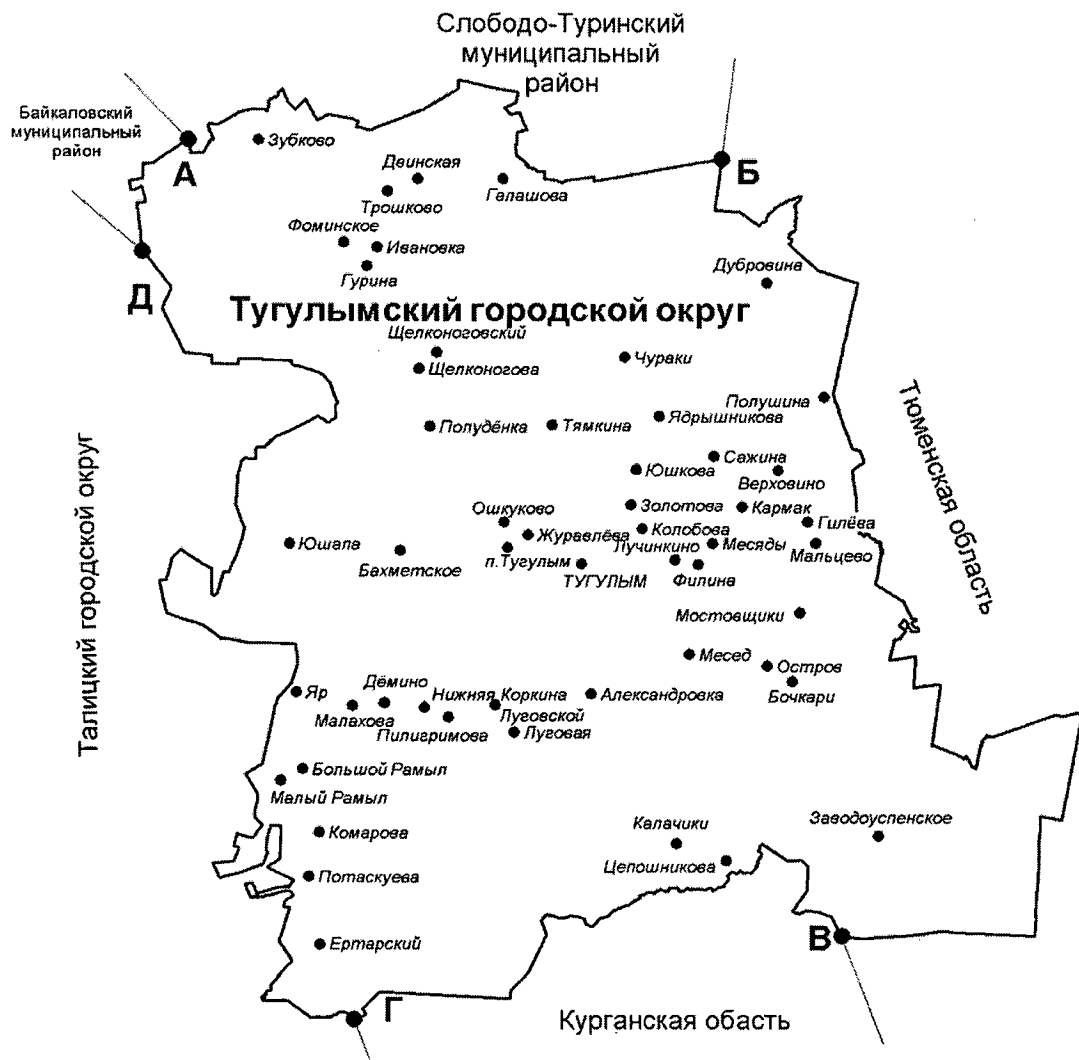 Слободо-Туринский
муниципальный
район
Байкаловский
муниципальный
район
А
Зубково
Двинская
Галашова
Б
Трошково
Фоминское
Ивановка
Гурина
Д
Дубровина
Тугулымский городской округ
Щелконоговский
Щелконогова
Чураки
Полушина
Ядрышникова
Полудёнка
Тямкина
Тюменская область
Талицкий городской округ
Сажина
Юшкова
Верховино
Золотова
Кармак
Ошкуково
Гилёва
Журавлёва
Колобова
Юшала
Лучинкино
Месяды
Мальцево
Бахметское
п.Тугулым
ТУГУЛЫМ
Филина
Мостовщики
Месед
Остров
Бочкари
Яр
Дёмино
Нижняя Коркина
Александровка
Малахова
Луговской
Пилигримова
Луговая
Большой Рамыл
Малый Рамыл
Комарова
Калачики
Заводоуспенское
Цепошникова
Потаскуева
Ертарский
В
Г
Курганская обасть